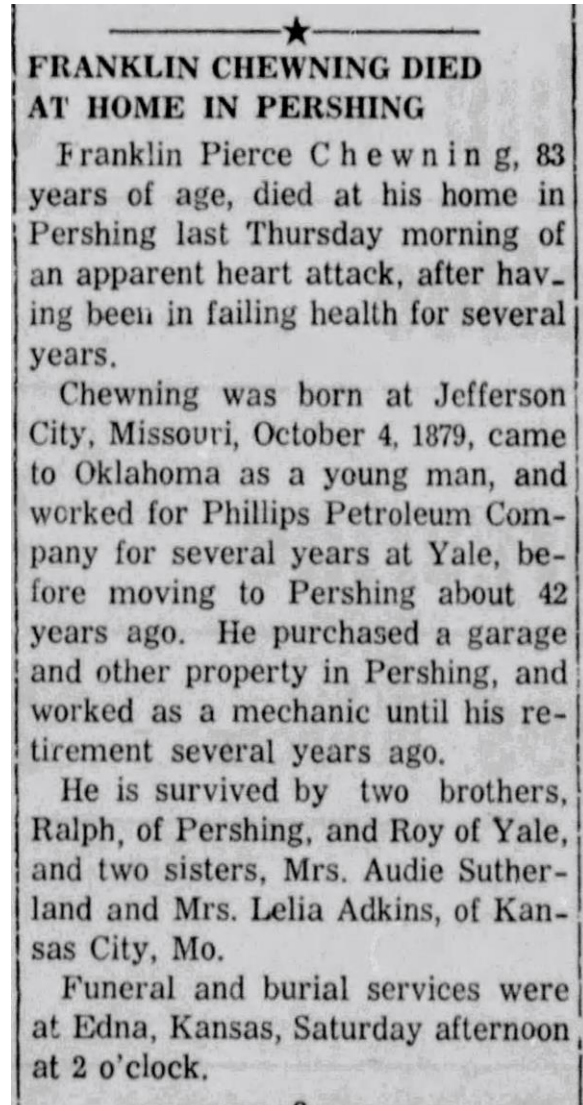 FRANKLIN CHEWNING DIED
AT HOME IN PERSHING
Franklin Pierce Chewning, 83
years of age, died at his home in
Pershing last Thursday morning of
an apparent heart attack, after hav-
ing been in failing health for several
years.
Chewning was born at Jefferson
City, Missouri, October 4, 1879, came
to Oklahoma as a young man, and
worked for Phillips Petroleum Com-
pany for several years at Yale, be-
fore moving to Pershing about 42
years ago. He purchased a garage
and other property in Pershing, and
worked as a mechanic until his re-
tirement several years ago.
He is survived by two brothers,
Ralph, of Pershing, and Roy of Yale,
and two sisters, Mrs. Audie Suther-
land and Mrs. Lelia Adkins, of Kan-
sas City, Mo.
Funeral and burial services were
at Edna, Kansas, Saturday afternoon
at 2 o'clock.